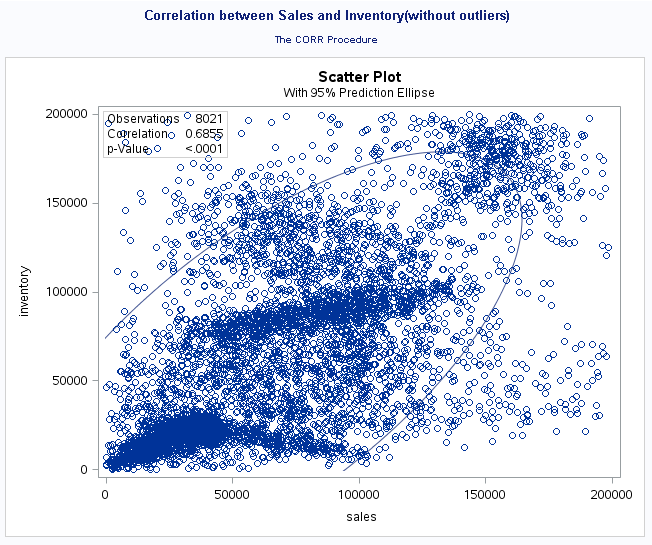 Correlation between Sales and Inventory(without outliers)
The CORR Procedure
Scatter Plot
With 95% Prediction Ellipse
Observations 8021
Correlation 0.6855
p-Value <.0001
200000
150000
100000
50000
0
inventory
0 50000 100000 150000 200000
sales